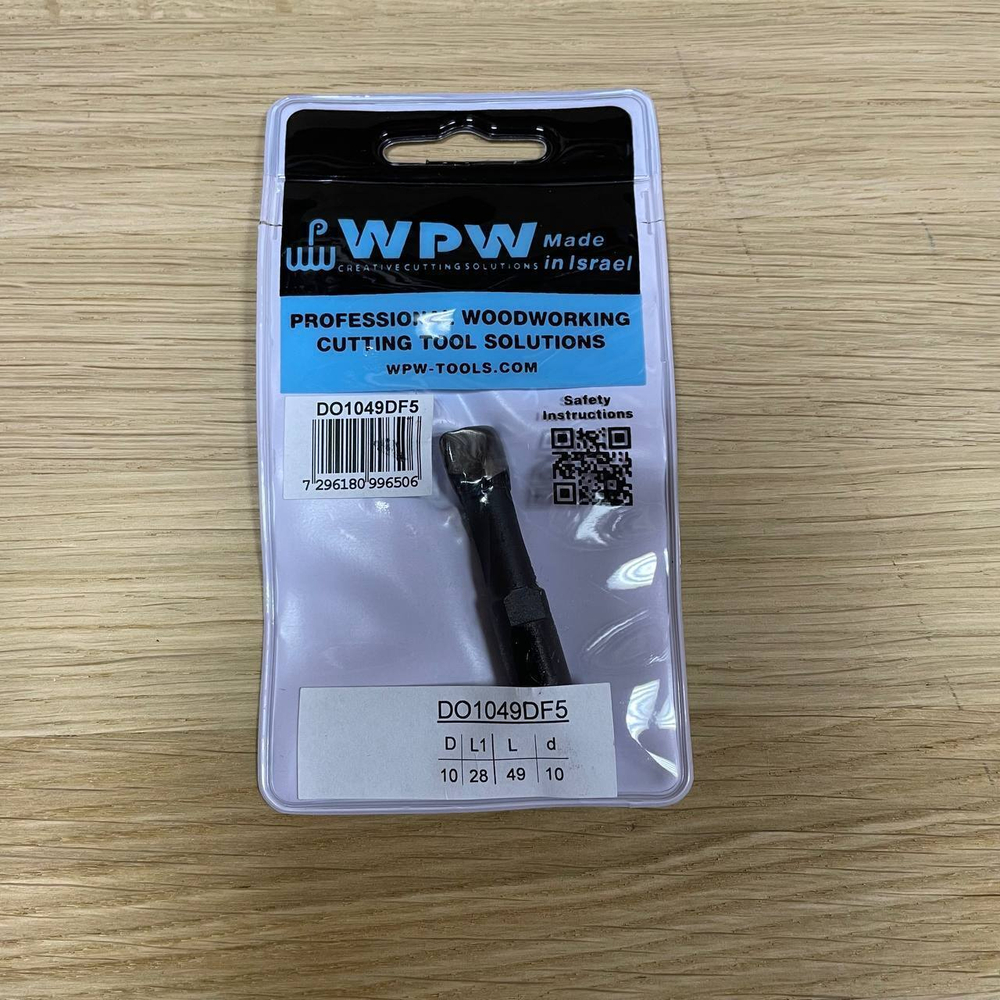 WPW
Made
in Israel
CREATIVE CUTTING SOLUTIONS
PROFESSIONAL WOODWORKING
CUTTING TOOL SOLUTIONS
WPW-TOOLS.COM
DO1049DF5
7 296180 996506
Safety
Instructions
DO1049DF5
D L1 L d
10 28 49 10